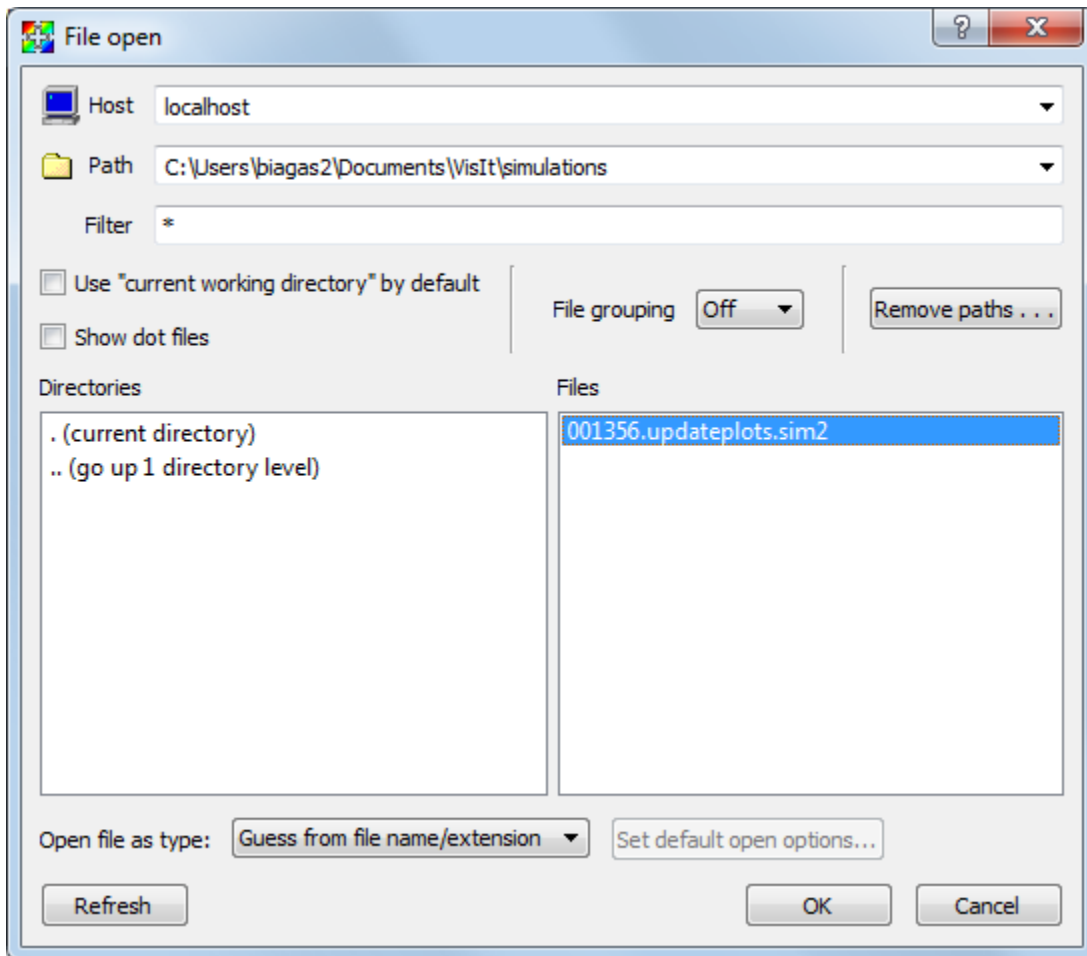 File open
Host localhost
Path C:\Users\biagas2\Documents\VisIt\simulations
Filter *
Use "current working directory" by default
Show dot files
File grouping Off
Remove paths . . .
Directories
. (current directory)
.. (go up 1 directory level)
Files
001356.updateplots.sim2
Open file as type: Guess from file name/extension Set default open options...
Refresh OK Cancel